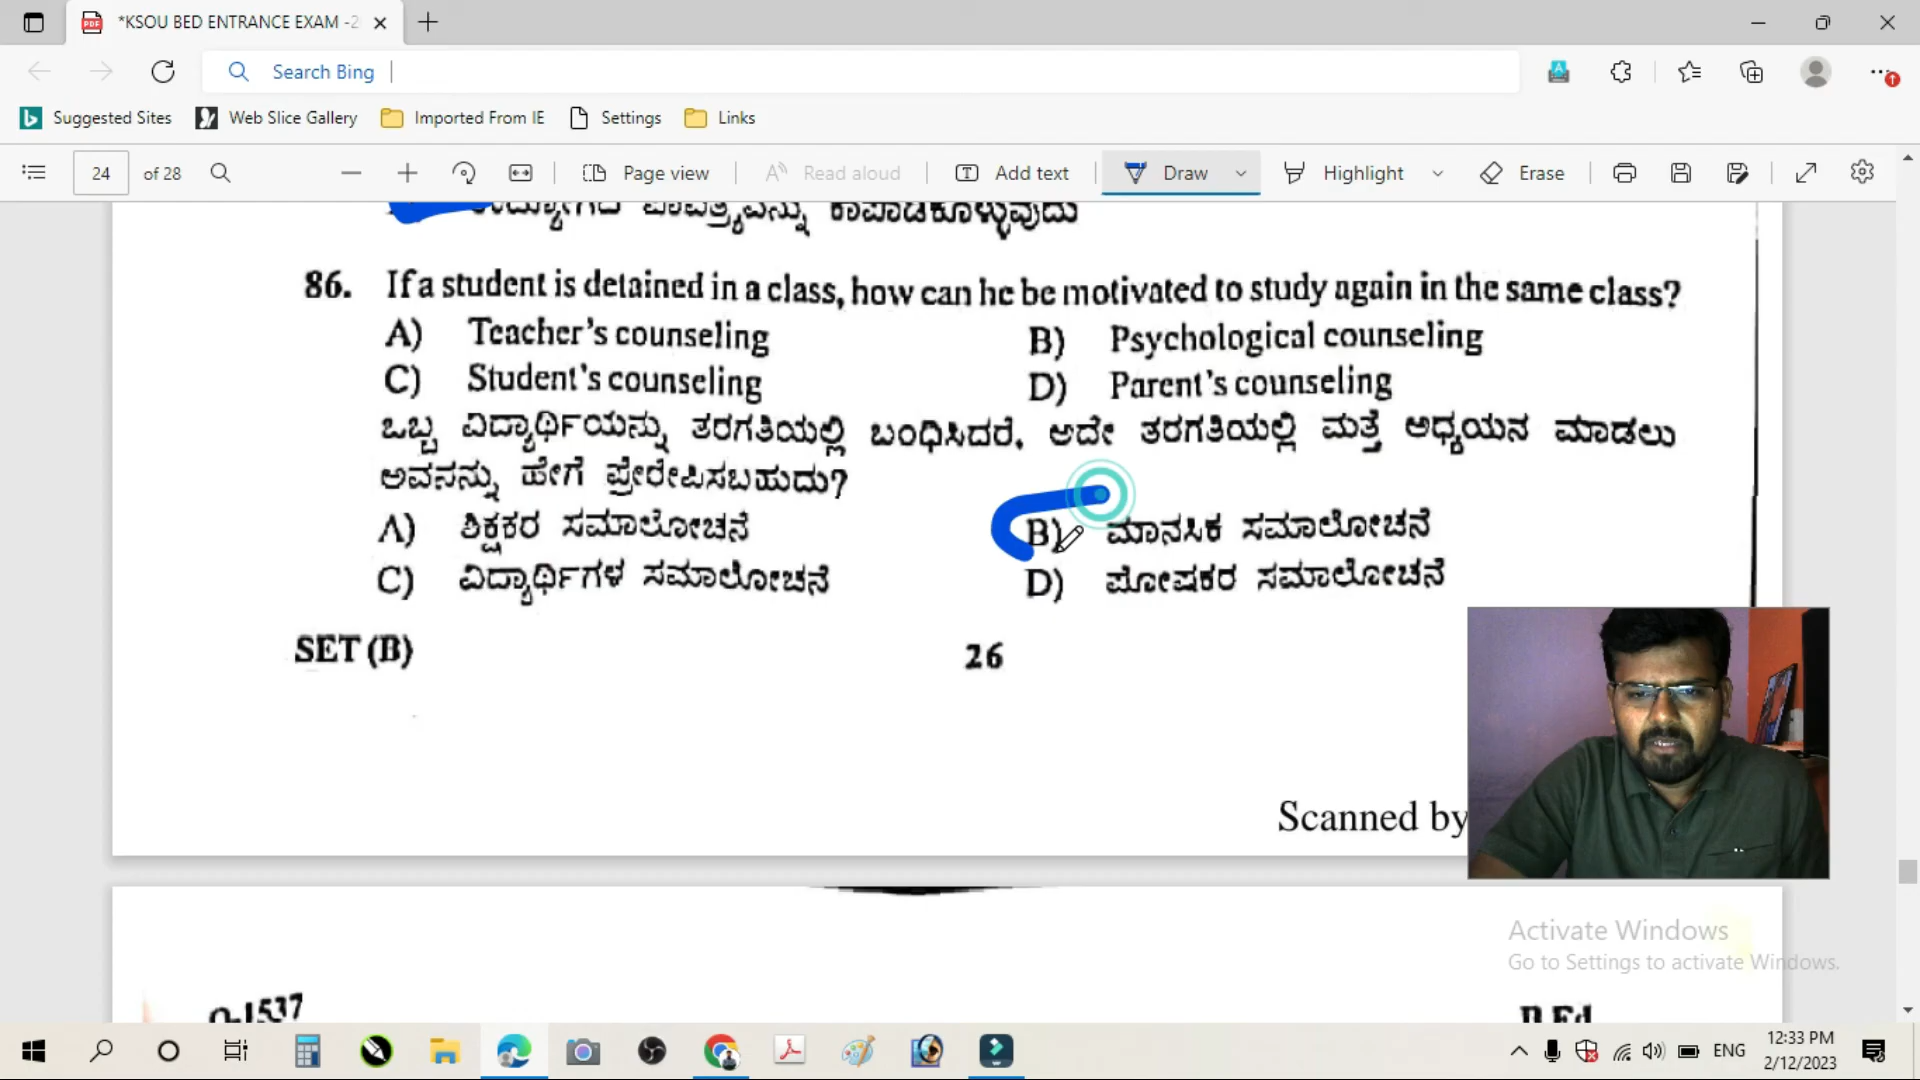 *KSOU BED ENTRANCE EXAM -2
Search Bing
Suggested Sites Web Slice Gallery Imported From IE Settings Links
24 of 28 Page view Read aloud Add text Draw Highlight Erase
ಪಾವಿತ್ರ್ಯವನ್ನು ಕಾಪಾಡಿಕೊಳ್ಳುವುದು
86. If a student is detained in a class, how can he be motivated to study again in the same class?
A) Teacher's counseling B) Psychological counseling
C) Student's counseling D) Parent's counseling
ಒಬ್ಬ ವಿದ್ಯಾರ್ಥಿಯನ್ನು ತರಗತಿಯಲ್ಲಿ ಬಂಧಿಸಿದರೆ, ಅದೇ ತರಗತಿಯಲ್ಲಿ ಮತ್ತೆ ಅಧ್ಯಯನ ಮಾಡಲು
ಅವನನ್ನು ಹೇಗೆ ಪ್ರೇರೇಪಿಸಬಹುದು?
A) ಶಿಕ್ಷಕರ ಸಮಾಲೋಚನೆ B) ಮಾನಸಿಕ ಸಮಾಲೋಚನೆ
C) ವಿದ್ಯಾರ್ಥಿಗಳ ಸಮಾಲೋಚನೆ D) ಪೋಷಕರ ಸಮಾಲೋಚನೆ
SET (B) 26
Scanned by
Activate Windows
Go to Settings to activate Windows.
Q-1537 B.Ed
ENG 12:33 PM
2/12/2023